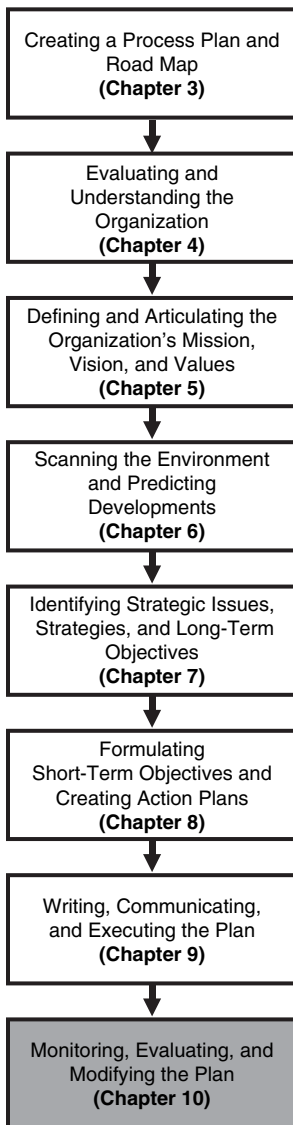 Creating a Process Plan and
Road Map
(Chapter 3)
Evaluating and
Understanding the
Organization
(Chapter 4)
Defining and Articulating the
Organization's Mission,
Vision, and Values
(Chapter 5)
Scanning the Environment
and Predicting
Developments
(Chapter 6)
Identifying Strategic Issues,
Strategies, and Long-Term
Objectives
(Chapter 7)
Formulating
Short-Term Objectives and
Creating Action Plans
(Chapter 8)
Writing, Communicating,
and Executing the Plan
(Chapter 9)
Monitoring, Evaluating, and
Modifying the Plan
(Chapter 10)